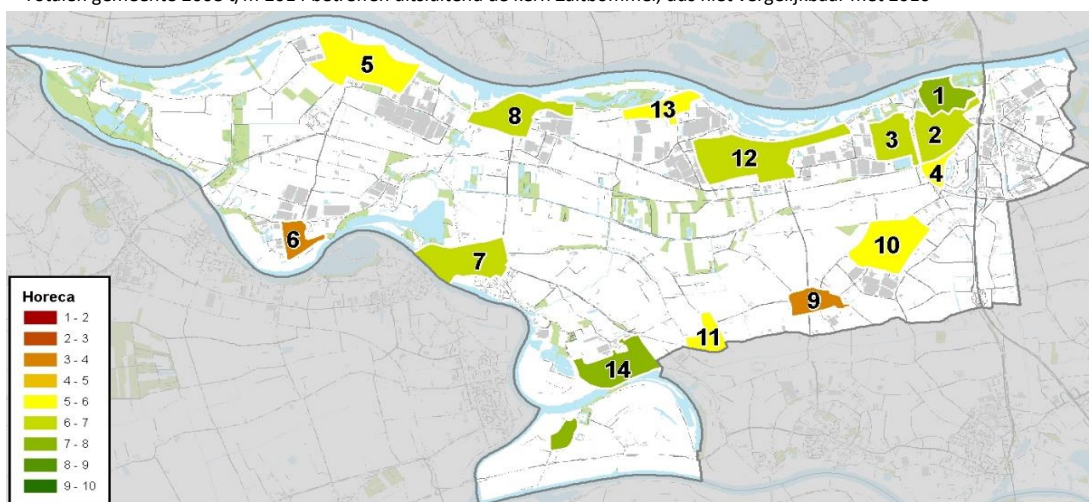 Totalen gemeente 2008 t/m 2014 betreffen uitsluitend de kern Zaltbommel, dus niet vergelijkbaar met 2016
5
8
13
1
3
2
12
4
6
7
10
9
11
14
Horeca
1 - 2
2 - 3
3 - 4
4 - 5
5 - 6
6 - 7
7 - 8
8 - 9
9 - 10